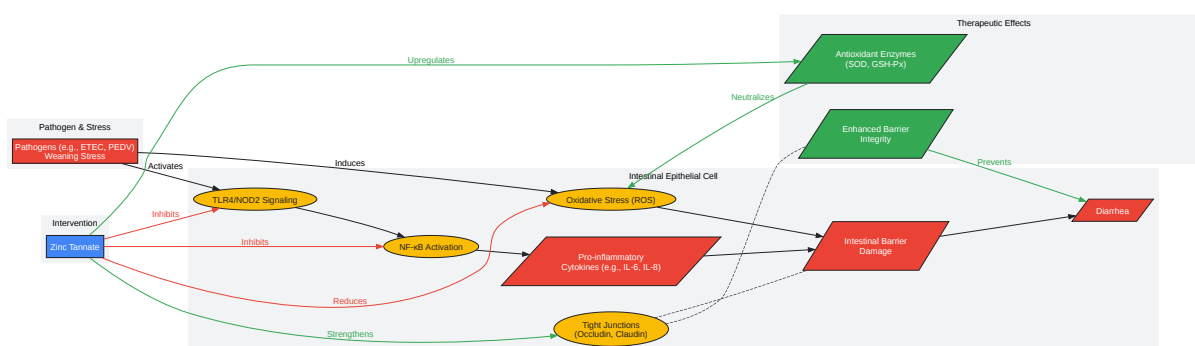 Therapeutic Effects
Antioxidant Enzymes
(SOD, GSH-Px)
Upregulates
Neutralizes
Pathogen & Stress
Pathogens (e.g., ETEC, PEDV)
Weaning Stress
Enhanced Barrier
Integrity
Activates
Induces
Prevents
Intestinal Epithelial Cell
TLR4/NOD2 Signaling
Oxidative Stress (ROS)
Diarrhea
Inhibits
Intervention
Zinc Tannate
Inhibits
NF-κB Activation
Intestinal Barrier
Damage
Pro-inflammatory
Cytokines (e.g., IL-6, IL-8)
Reduces
Strengthens
Tight Junctions
(Occludin, Claudin)